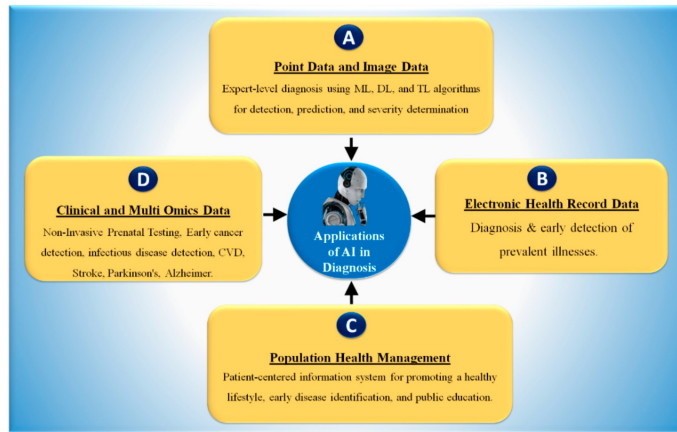 A
Point Data and Image Data
Expert-level diagnosis using ML, DL, and TL algorithms
for detection, prediction, and severity determination
D
Clinical and Multi Omics Data
Non-Invasive Prenatal Testing, Early cancer
detection, infectious disease detection, CVD,
Stroke, Parkinson's, Alzheimer.
Applications
of AI in
Diagnosis
B
Electronic Health Record Data
Diagnosis & early detection of
prevalent illnesses.
C
Population Health Management
Patient-centered information system for promoting a healthy
lifestyle, early disease identification, and public education.